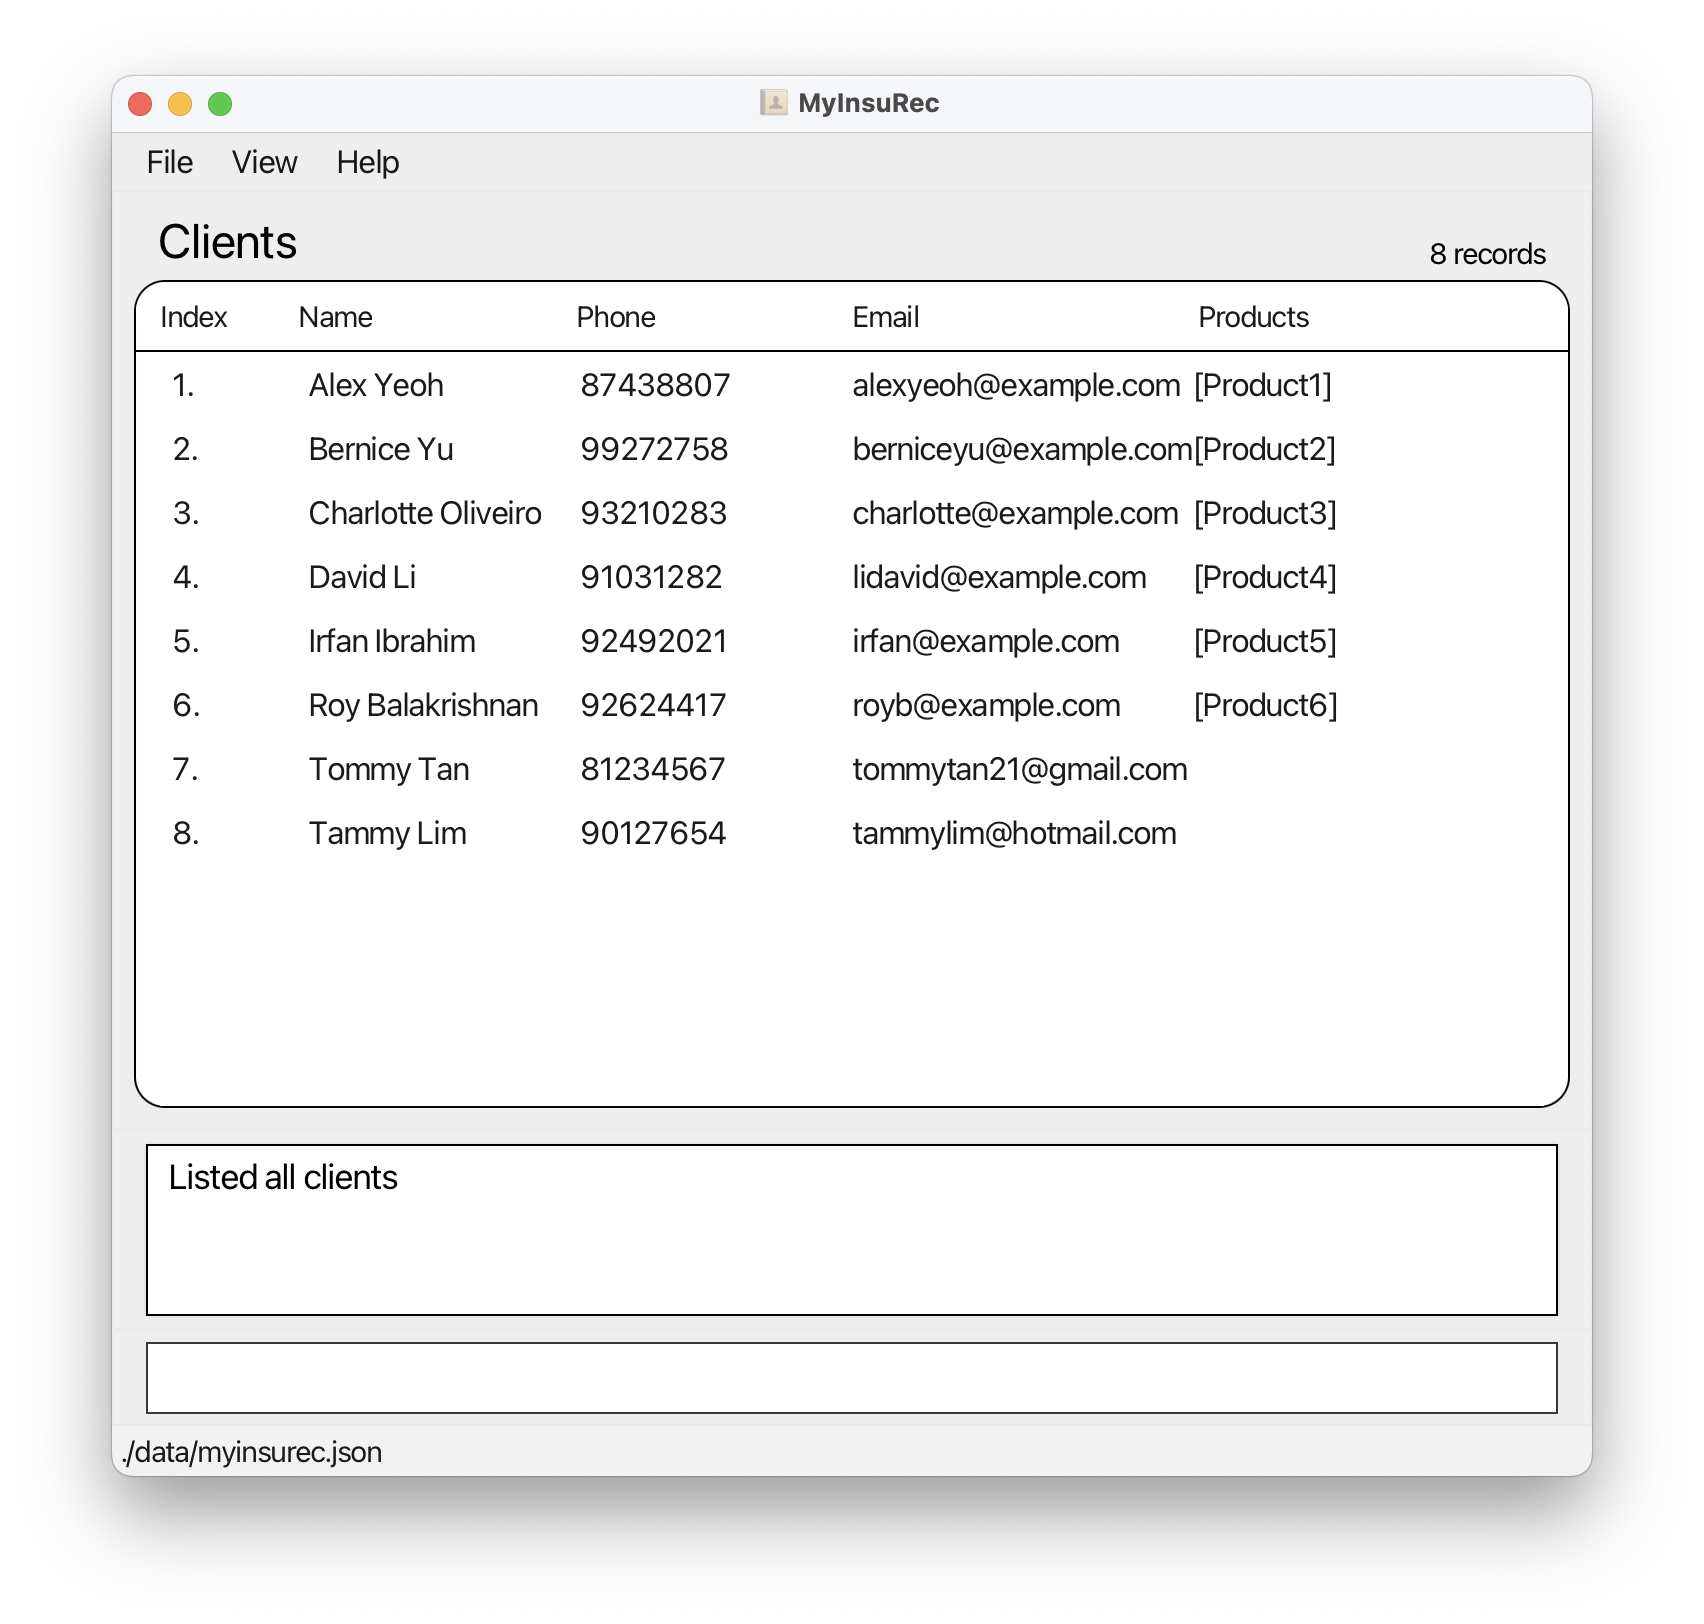 MyInsuRec
File View Help
Clients
8 records
Index Name Phone Email Products
1. Alex Yeoh 87438807 alexyeoh@example.com [Product1]
2. Bernice Yu 99272758 berniceyu@example.com[Product2]
3. Charlotte Oliveiro 93210283 charlotte@example.com [Product3]
4. David Li 91031282 lidavid@example.com [Product4]
5. Irfan Ibrahim 92492021 irfan@example.com [Product5]
6. Roy Balakrishnan 92624417 royb@example.com [Product6]
7. Tommy Tan 81234567 tommytan21@gmail.com
8. Tammy Lim 90127654 tammylim@hotmail.com
Listed all clients
./data/myinsurec.json